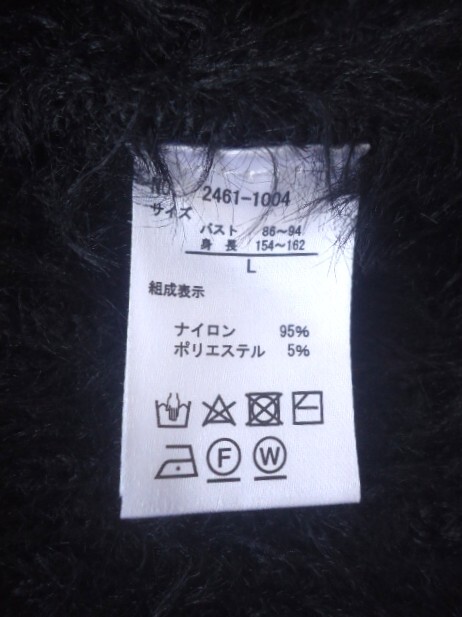 NO. 2461-1004
サイズ
バスト 86～94
身長 154～162
L
組成表示
ナイロン 95%
ポリエステル 5%
F W